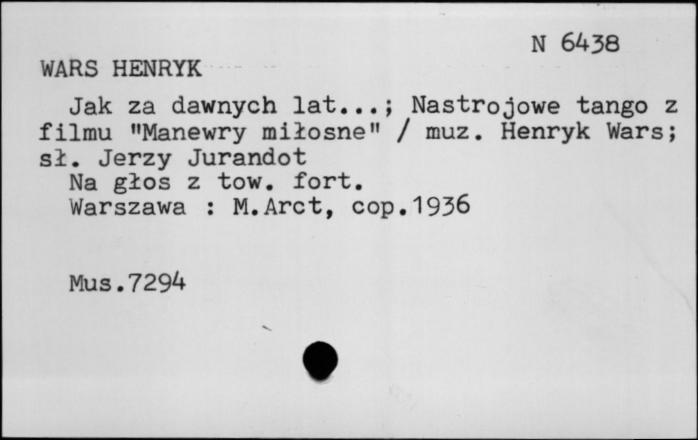 N 6438
WARS HENRYK
Jak za dawnych lat...; Nastrojowe tango z
filmu "Manewry miłosne" / muz. Henryk Wars;
sł. Jerzy Jurandot
Na głos z tow. fort.
Warszawa : M.Arct, cop.1936
Mus.7294